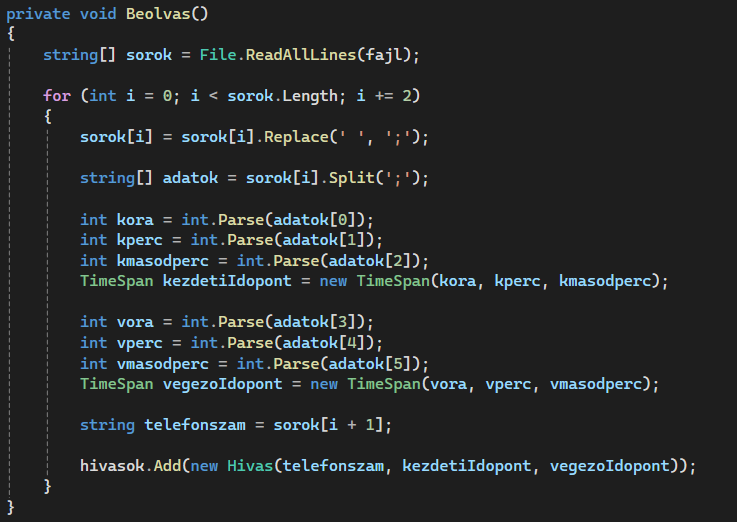 private void Beolvas()
{
string[] sorok = File.ReadAllLines(fajl);
for (int i = 0; i < sorok.Length; i += 2)
{
sorok[i] = sorok[i].Replace(' ', ';');
string[] adatok = sorok[i].Split(';');
int kora = int.Parse(adatok[0]);
int kperc = int.Parse(adatok[1]);
int kmasodperc = int.Parse(adatok[2]);
TimeSpan kezdetiIdopont = new TimeSpan(kora, kperc, kmasodperc);
int vora = int.Parse(adatok[3]);
int vperc = int.Parse(adatok[4]);
int vmasodperc = int.Parse(adatok[5]);
TimeSpan vegezoIdopont = new TimeSpan(vora, vperc, vmasodperc);
string telefonszam = sorok[i + 1];
hivasok.Add(new Hivas(telefonszam, kezdetiIdopont, vegezoIdopont));
}
}